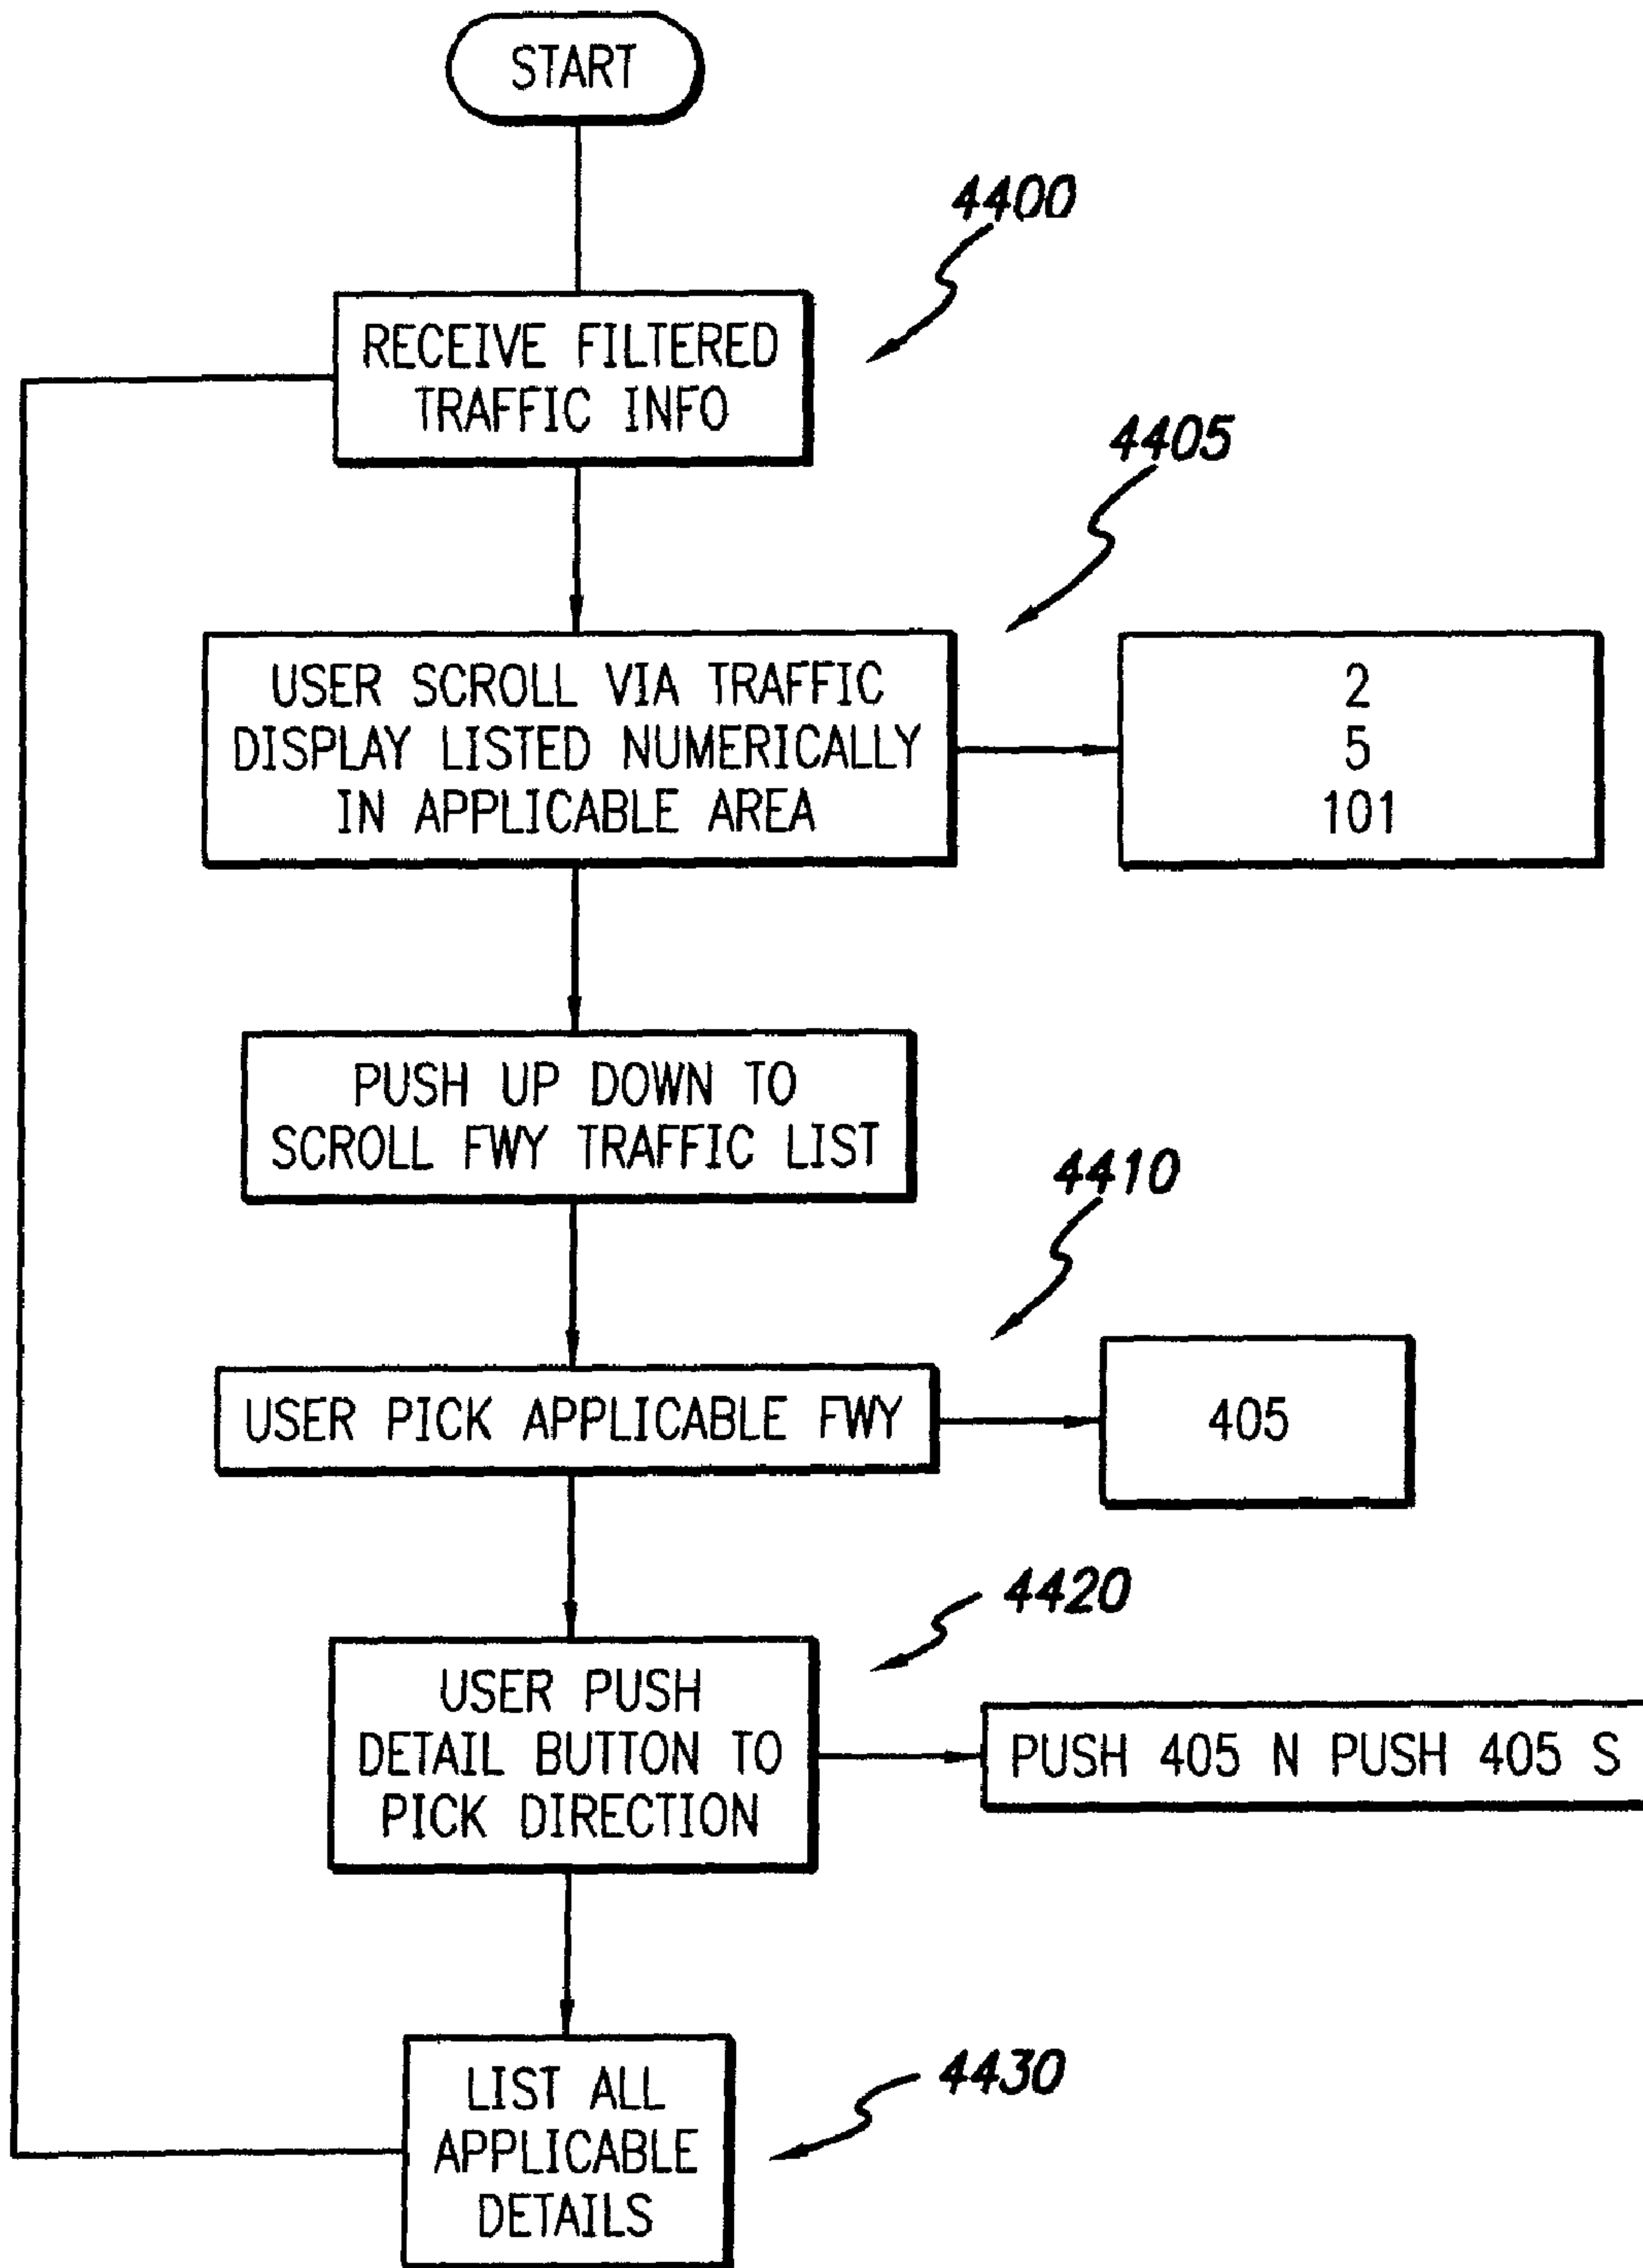 START
4400
RECEIVE FILTERED
TRAFFIC INFO
4405
USER SCROLL VIA TRAFFIC
DISPLAY LISTED NUMERICALLY
IN APPLICABLE AREA
2
5
101
PUSH UP DOWN TO
SCROLL FWY TRAFFIC LIST
4410
USER PICK APPLICABLE FWY
405
4420
USER PUSH
DETAIL BUTTON TO
PICK DIRECTION
PUSH 405 N PUSH 405 S
4430
LIST ALL
APPLICABLE
DETAILS